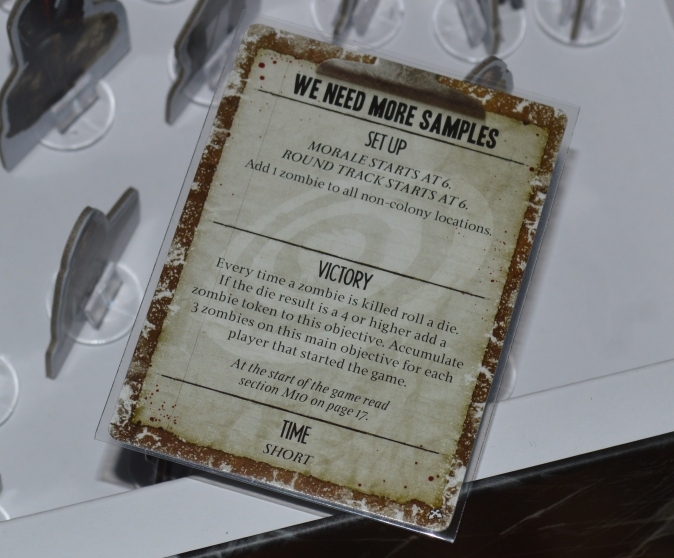 WE NEED MORE SAMPLES
SET UP
MORALE STARTS AT 6.
ROUND TRACK STARTS AT 6.
Add 1 zombie to all non-colony locations.
VICTORY
Every time a zombie is killed roll a die.
If the die result is a 4 or higher add a
zombie token to this objective. Accumulate
3 zombies on this main objective for each
player that started the game.
At the start of the game read
section M10 on page 17.
TIME
SHORT